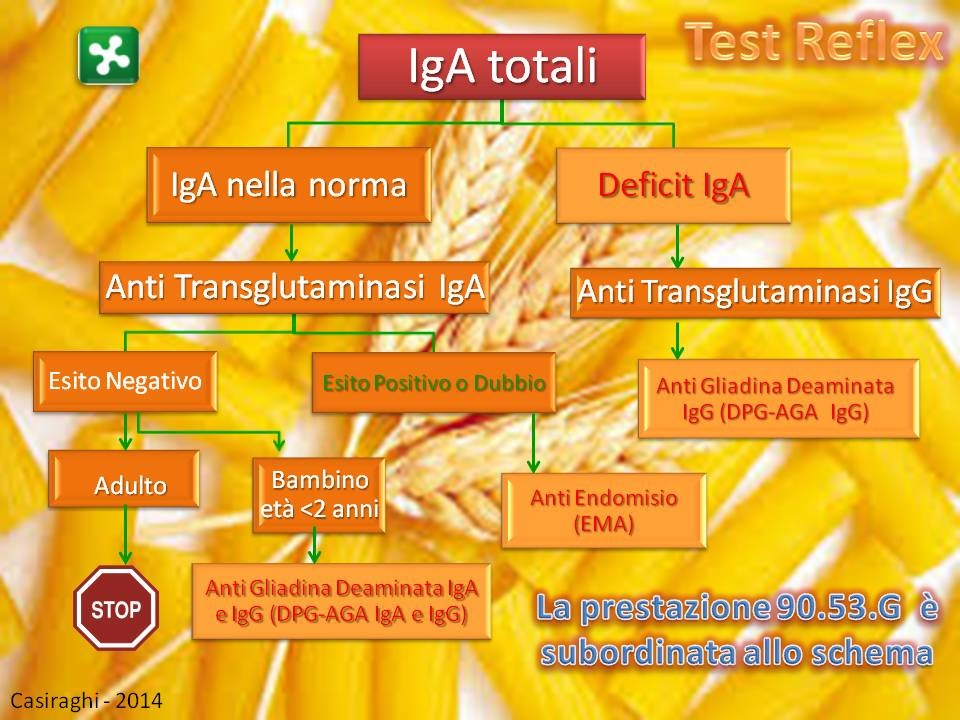 Test Reflex
IgA totali
IgA nella norma
Deficit IgA
Anti Transglutaminasi IgA
Anti Transglutaminasi IgG
Esito Negativo
Esito Positivo o Dubbio
Anti Gliadina Deaminata
IgG (DPG-AGA IgG)
Adulto
Bambino
età <2 anni
Anti Endomisio
(EMA)
STOP
Anti Gliadina Deaminata IgA
e IgG (DPG-AGA IgA e IgG)
La prestazione 90.53.G è
subordinata allo schema
Casiraghi - 2014